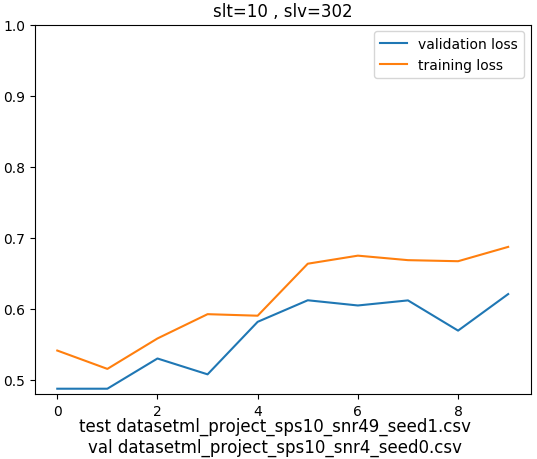 slt=10 , slv=302
validation loss
training loss
1.0
0.9
0.8
0.7
0.6
0.5
0 2 4 6 8
test datasetml_project_sps10_snr49_seed1.csv
val datasetml_project_sps10_snr4_seed0.csv